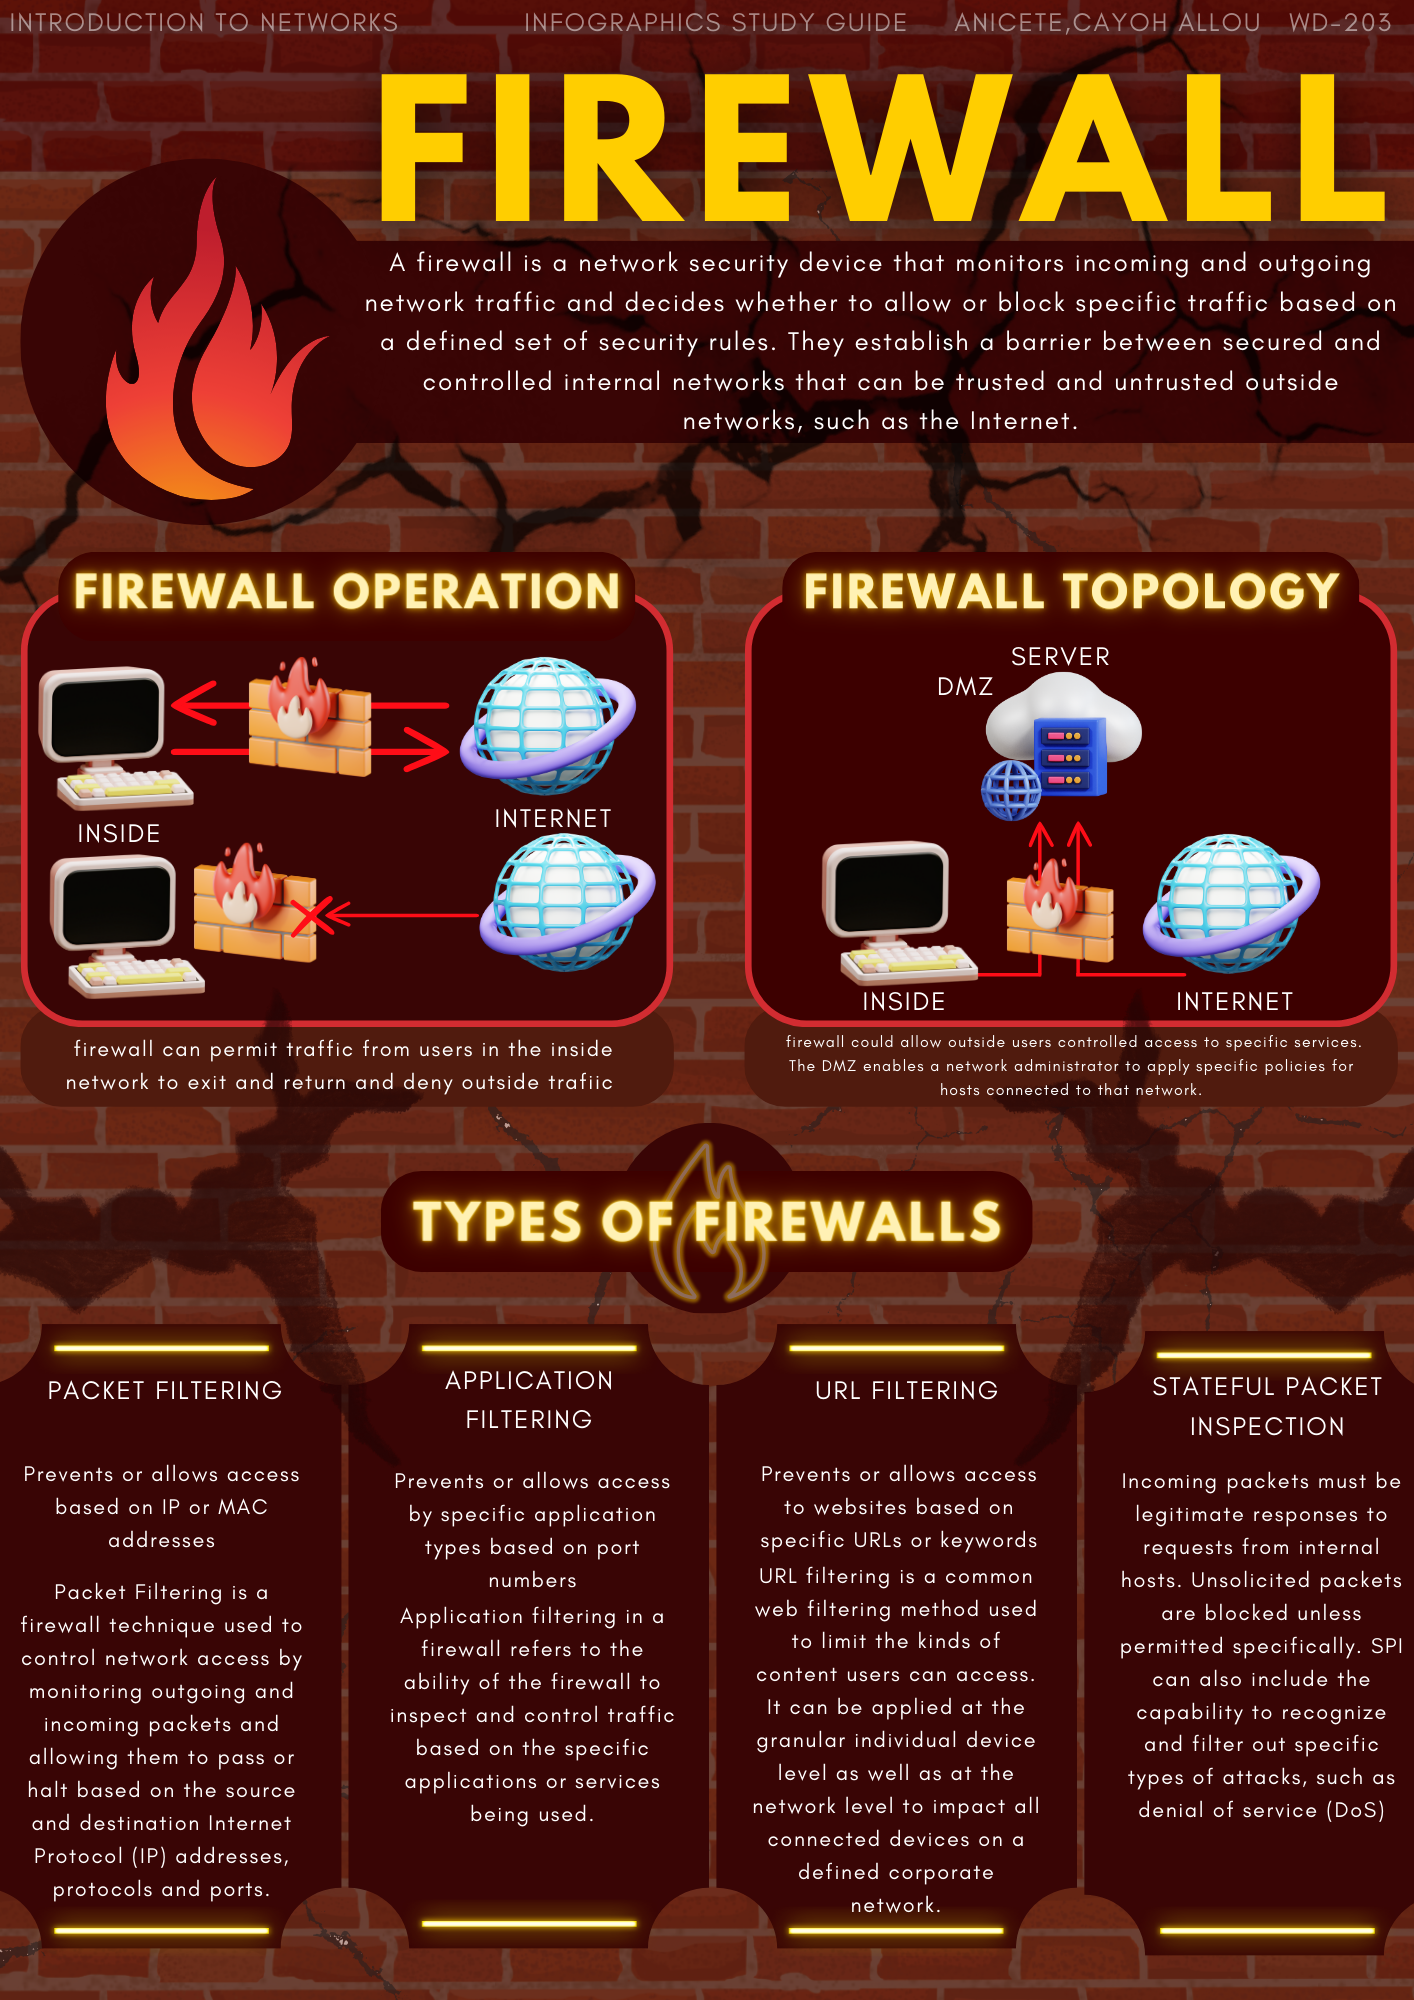 INTRODUCTION TO NETWORKS INFOGRAPHICS STUDY GUIDE ANICETE,CAYOH ALLOU WD-203
FIREWALL
A firewall is a network security device that monitors incoming and outgoing
network traffic and decides whether to allow or block specific traffic based on
a defined set of security rules. They establish a barrier between secured and
controlled internal networks that can be trusted and untrusted outside
networks, such as the Internet.
FIREWALL OPERATION
INTERNET
INSIDE
firewall can permit traffic from users in the inside
network to exit and return and deny outside trafiic
FIREWALL TOPOLOGY
SERVER
DMZ
INSIDE
INTERNET
firewall could allow outside users controlled access to specific services.
The DMZ enables a network administrator to apply specific policies for
hosts connected to that network.
TYPES OF FIREWALLS
PACKET FILTERING
Prevents or allows access
based on IP or MAC
addresses
Packet Filtering is a
firewall technique used to
control network access by
monitoring outgoing and
incoming packets and
allowing them to pass or
halt based on the source
and destination Internet
Protocol (IP) addresses,
protocols and ports.
APPLICATION
FILTERING
Prevents or allows access
by specific application
types based on port
numbers
Application filtering in a
firewall refers to the
ability of the firewall to
inspect and control traffic
based on the specific
applications or services
being used.
URL FILTERING
Prevents or allows access
to websites based on
specific URLs or keywords
URL filtering is a common
web filtering method used
to limit the kinds of
content users can access.
It can be applied at the
granular individual device
level as well as at the
network level to impact all
connected devices on a
defined corporate
network.
STATEFUL PACKET
INSPECTION
Incoming packets must be
legitimate responses to
requests from internal
hosts. Unsolicited packets
are blocked unless
permitted specifically. SPI
can also include the
capability to recognize
and filter out specific
types of attacks, such as
denial of service (DoS)